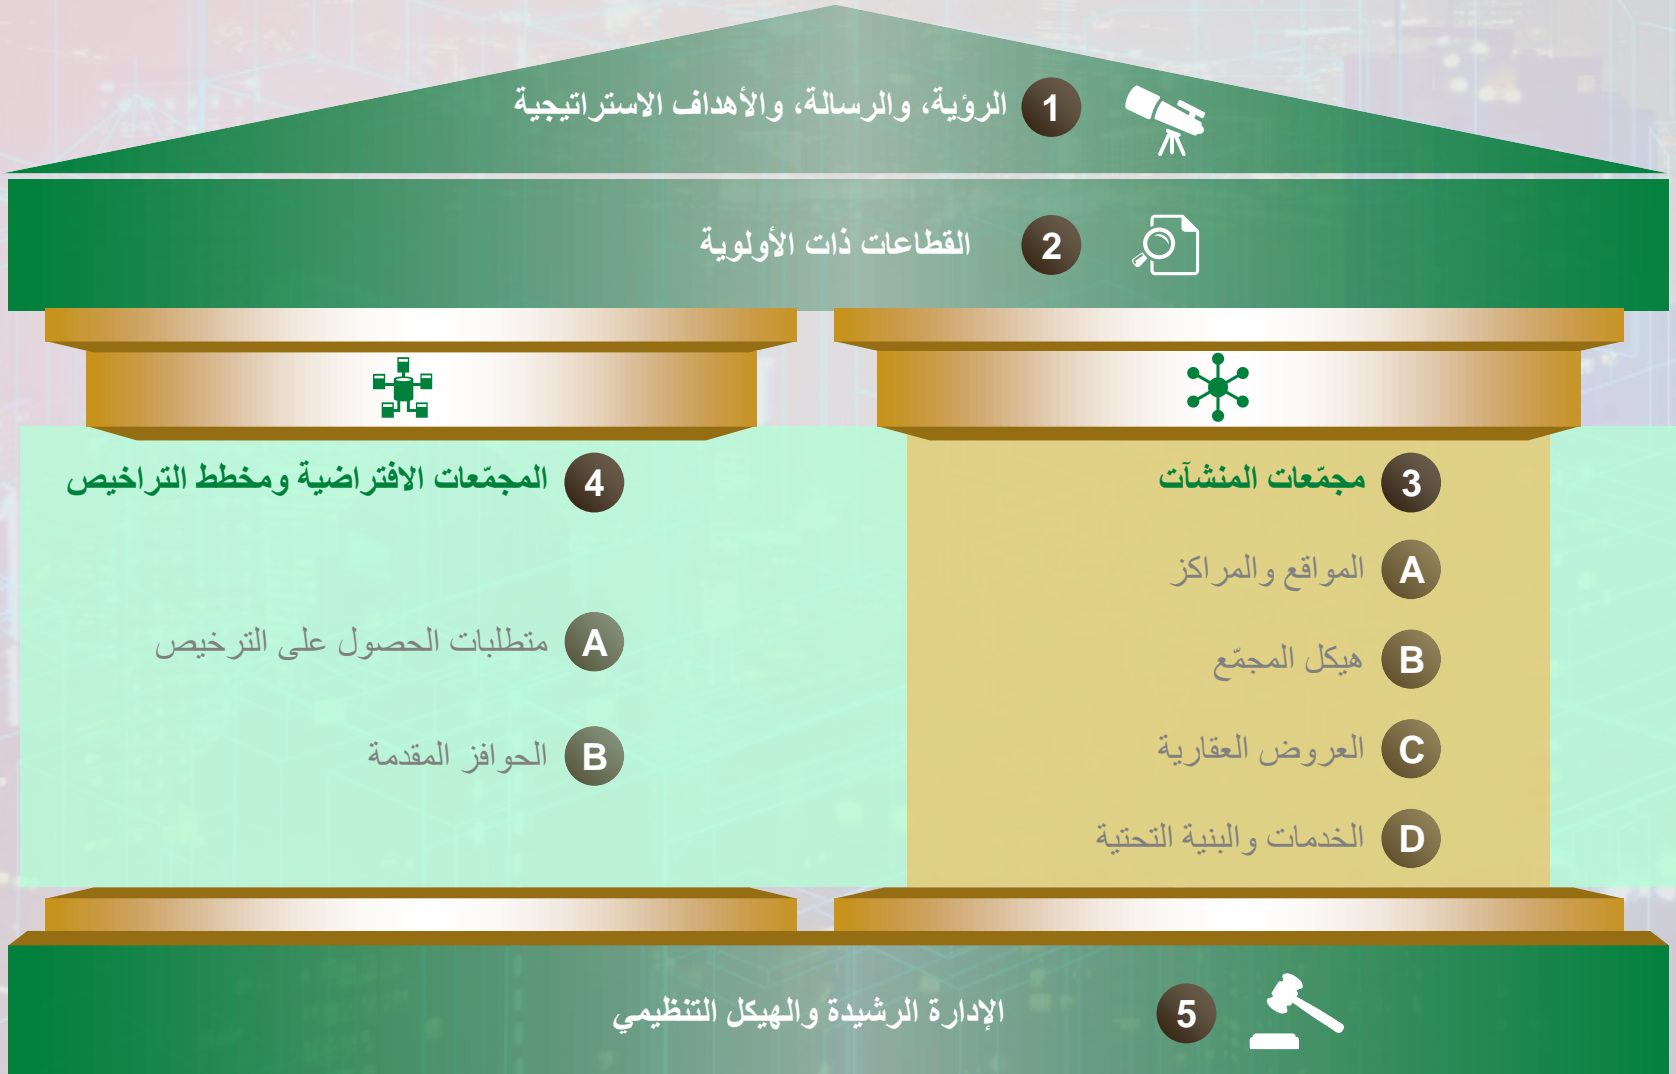 1 الرؤية، والرسالة، والأهداف الاستراتيجية
2 القطاعات ذات الأولوية
3 مجمّعات المنشآت
A المواقع والمراكز
B هيكل المجمّع
C العروض العقارية
D الخدمات والبنية التحتية
4 المجمّعات الافتراضية ومخطط التراخيص
A متطلبات الحصول على الترخيص
B الحوافز المقدمة
5 الإدارة الرشيدة والهيكل التنظيمي